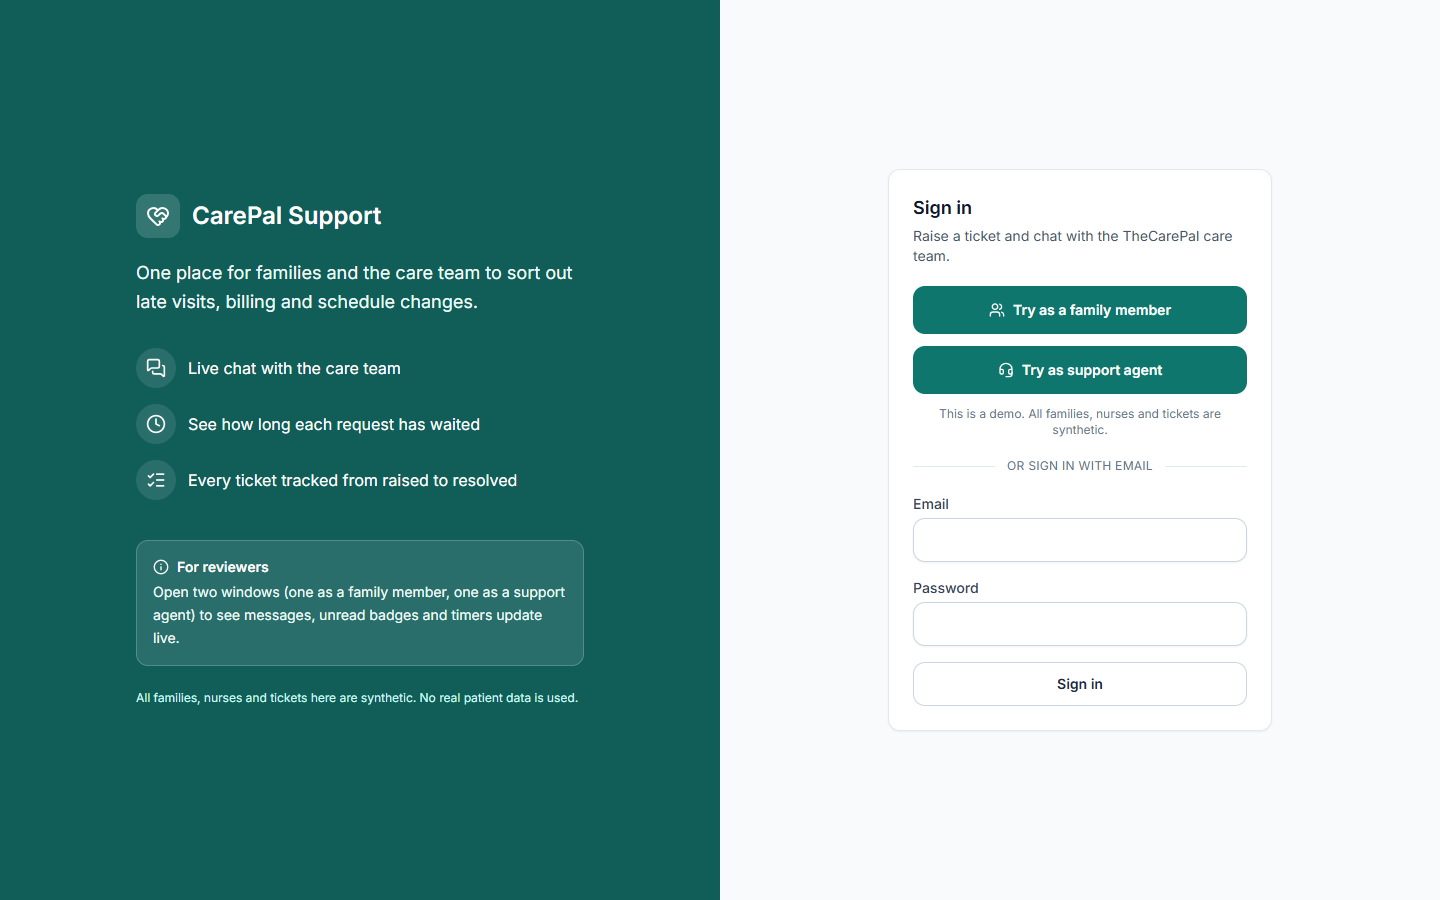 CarePal Support
One place for families and the care team to sort out
late visits, billing and schedule changes.
Live chat with the care team
See how long each request has waited
Every ticket tracked from raised to resolved
For reviewers
Open two windows (one as a family member, one as a support
agent) to see messages, unread badges and timers update
live.
All families, nurses and tickets here are synthetic. No real patient data is used.
Sign in
Raise a ticket and chat with the TheCarePal care
team.
Try as a family member
Try as support agent
This is a demo. All families, nurses and tickets are
synthetic.
OR SIGN IN WITH EMAIL
Email
Password
Sign in